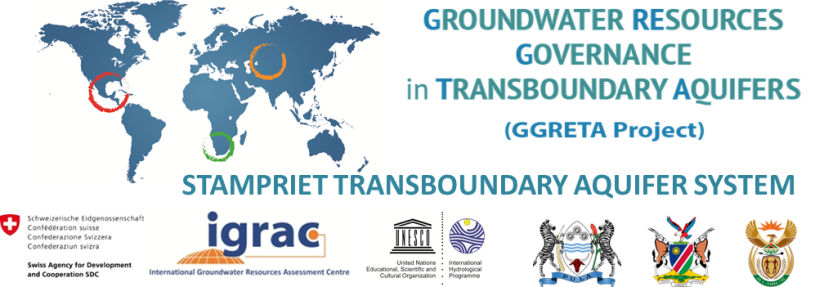 GROUNDWATER RESOURCES
GOVERNANCE
in TRANSBOUNDARY AQUIFERS
(GGRETA Project)
STAMPRIET TRANSBOUNDARY AQUIFER SYSTEM
Schweizerische Eidgenossenschaft
Confédération suisse
Confederazione Svizzera
Confederaziun svizra
Swiss Agency for Development
and Cooperation SDC
igrac
International Groundwater Resources Assessment Centre
UNESCO
United Nations
Educational, Scientific and
Cultural Organization
International
Hydrological
Programme
PULA